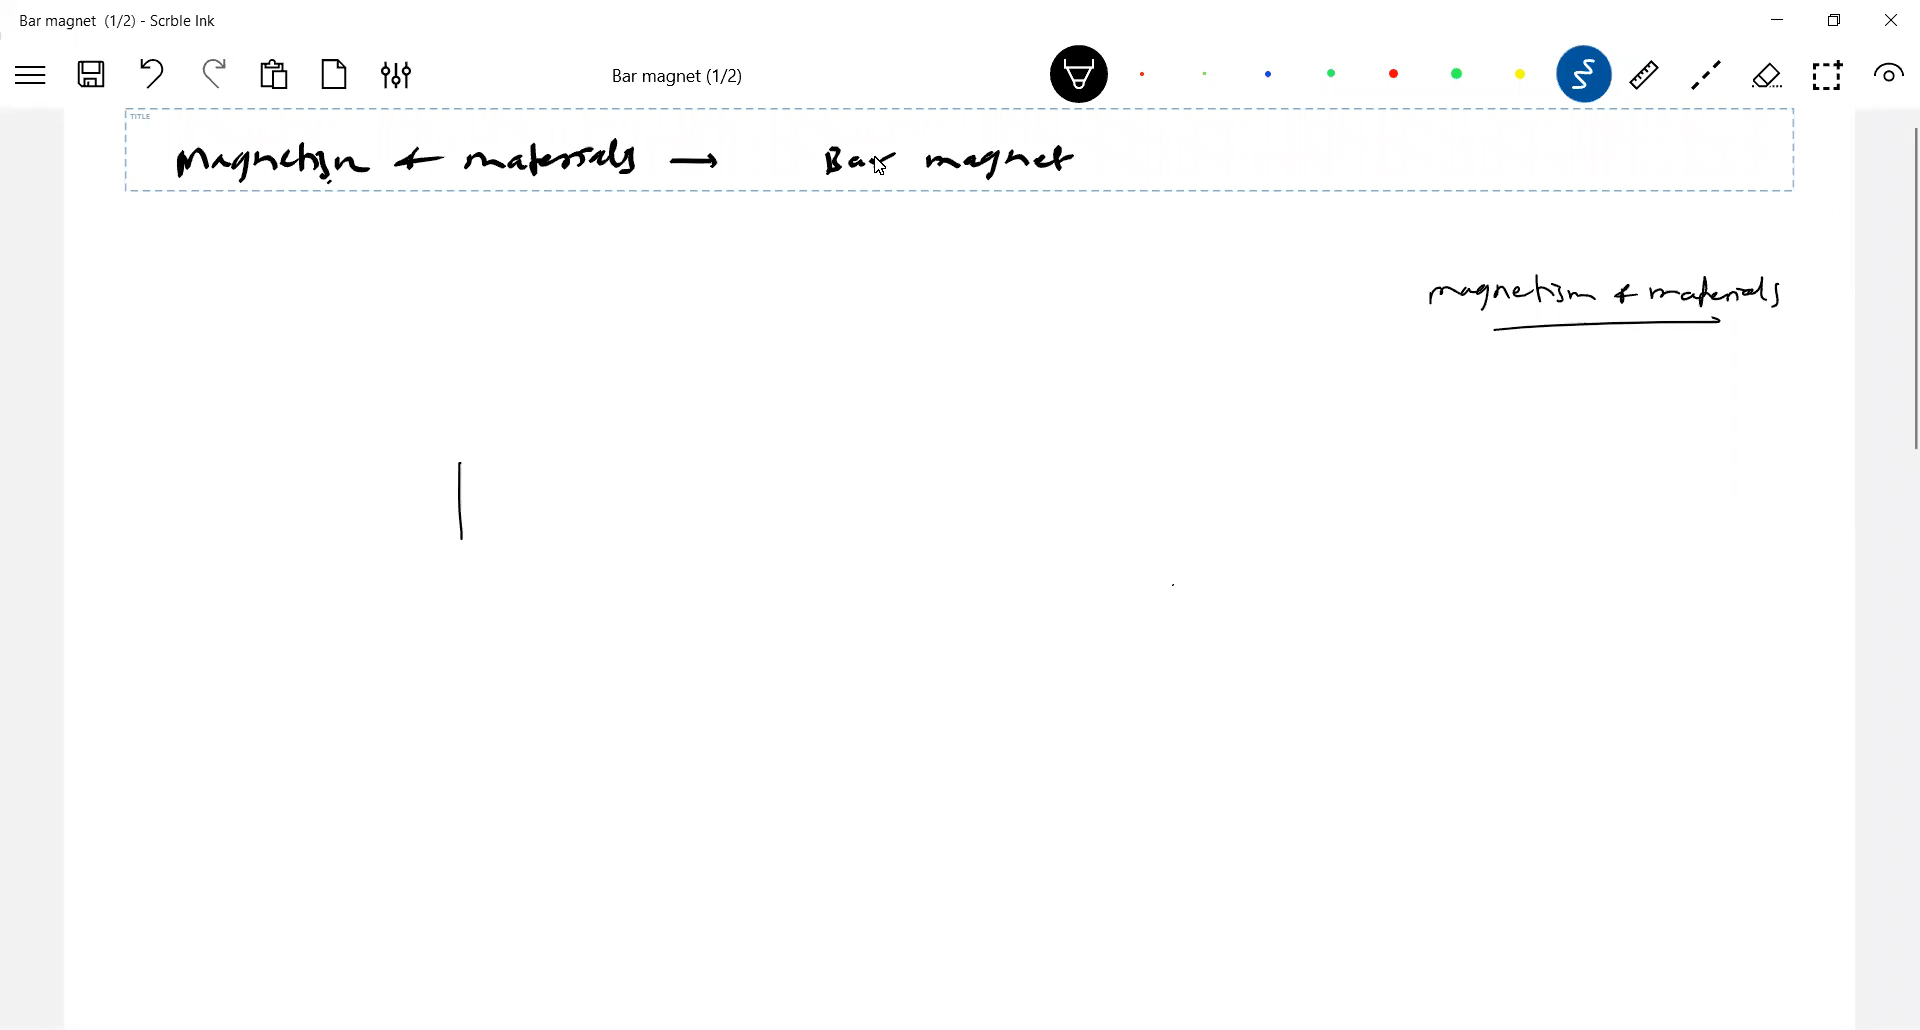 Bar magnet (1/2) - Scrble Ink
Bar magnet (1/2)
TITLE
Magnetism & materials → Bar magnet
magnetism & materials